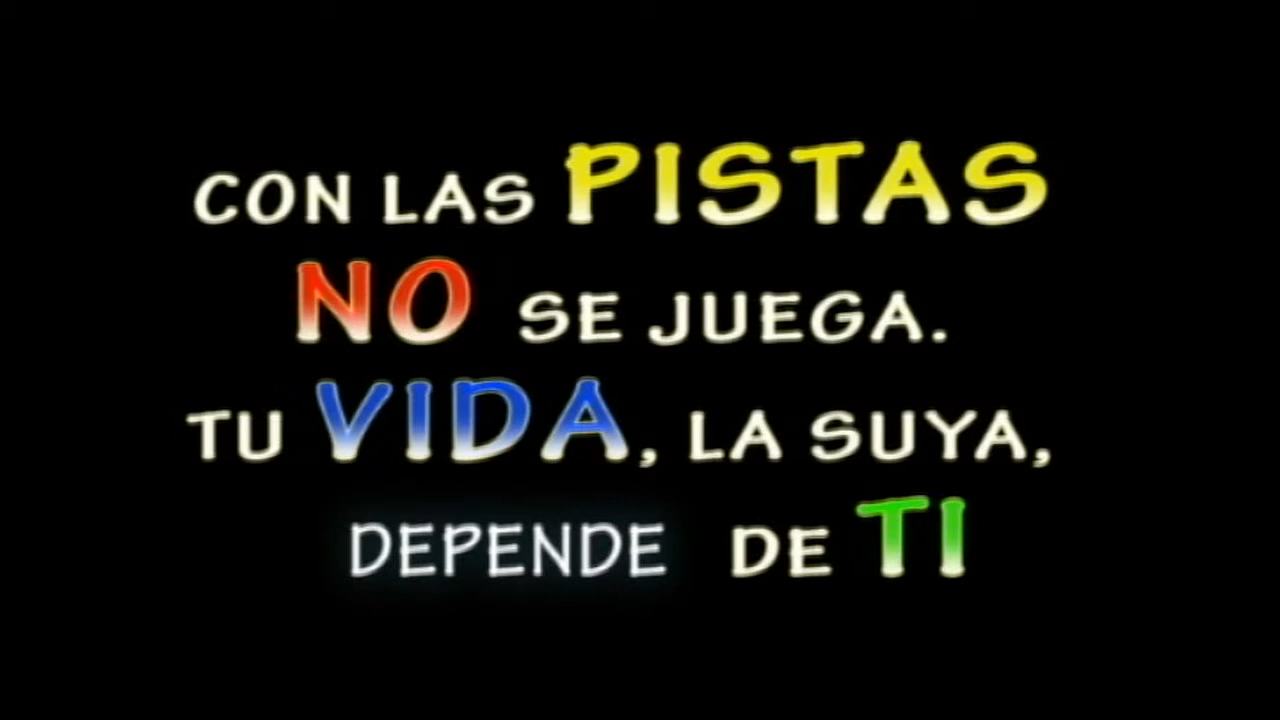 CON LAS PISTAS
NO SE JUEGA.
TU VIDA, LA SUYA,
DEPENDE DE TI